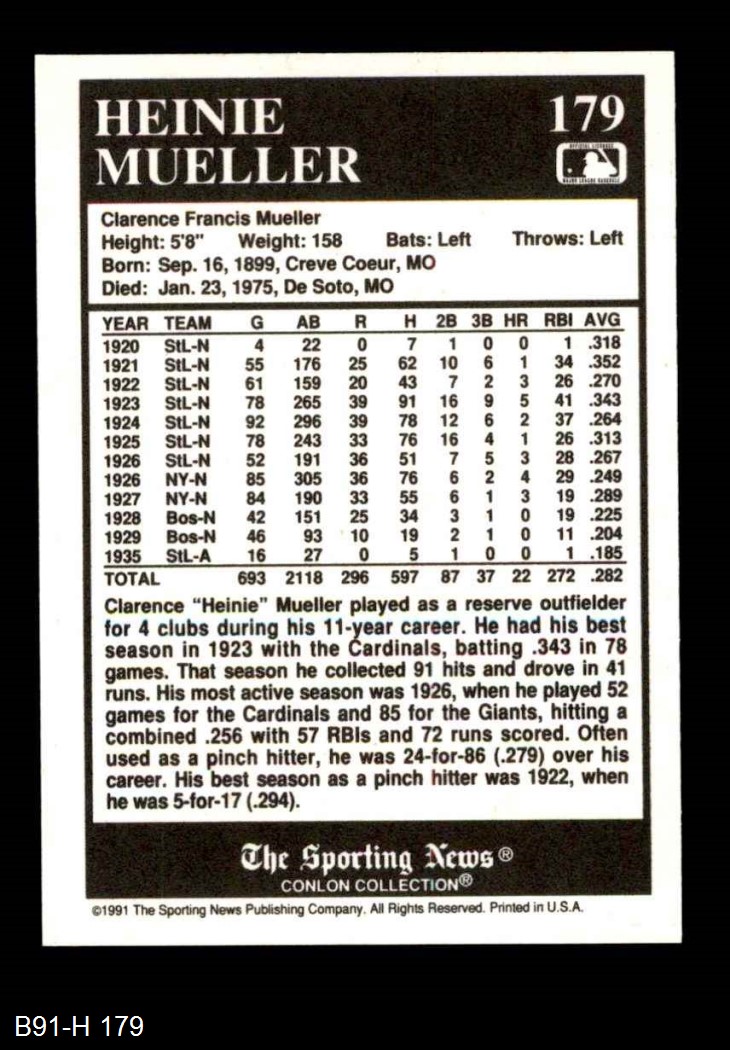 HEINIE 179
MUELLER
Clarence Francis Mueller
Height: 5'8" Weight: 158 Bats: Left Throws: Left
Born: Sep. 16, 1899, Creve Coeur, MO
Died: Jan. 23, 1975, De Soto, MO
YEAR TEAM G AB R H 2B 3B HR RBI AVG
1920 StL-N 4 22 0 7 1 0 0 1 .318
1921 StL-N 55 176 25 62 10 6 1 34 .352
1922 StL-N 61 159 20 43 7 2 3 26 .270
1923 StL-N 78 265 39 91 16 9 5 41 .343
1924 StL-N 92 296 39 78 12 6 2 37 .264
1925 StL-N 78 243 33 76 16 4 1 26 .313
1926 StL-N 52 191 36 51 7 5 3 28 .267
1926 NY-N 85 305 36 76 6 2 4 29 .249
1927 NY-N 84 190 33 55 6 1 3 19 .289
1928 Bos-N 42 151 25 34 3 1 0 19 .225
1929 Bos-N 46 93 10 19 2 1 0 11 .204
1935 StL-A 16 27 0 5 1 0 0 1 .185
TOTAL 693 2118 296 597 87 37 22 272 .282
Clarence “Heinie” Mueller played as a reserve outfielder
for 4 clubs during his 11-year career. He had his best
season in 1923 with the Cardinals, batting .343 in 78
games. That season he collected 91 hits and drove in 41
runs. His most active season was 1926, when he played 52
games for the Cardinals and 85 for the Giants, hitting a
combined .256 with 57 RBIs and 72 runs scored. Often
used as a pinch hitter, he was 24-for-86 (.279) over his
career. His best season as a pinch hitter was 1922, when
he was 5-for-17 (.294).
The Sporting News®
CONLON COLLECTION®
©1991 The Sporting News Publishing Company. All Rights Reserved. Printed in U.S.A.
B91-H 179